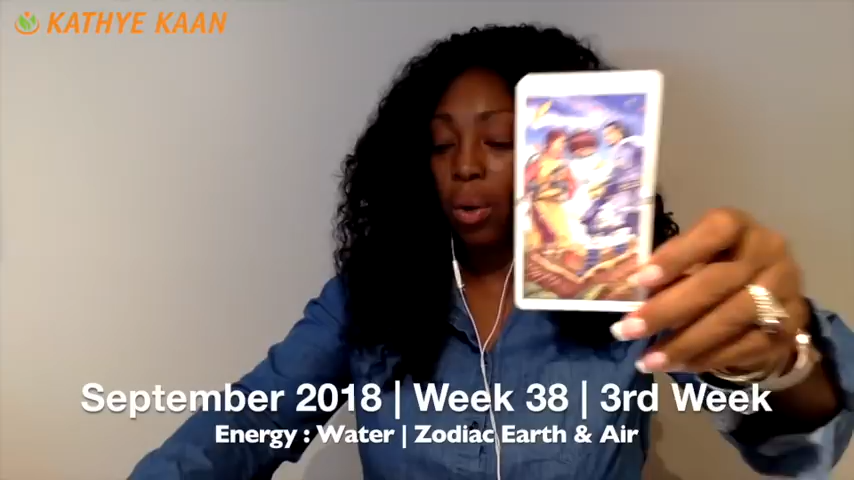 KATHYE KAAN
September 2018 | Week 38 | 3rd Week
Energy : Water | Zodiac :Earth & Air